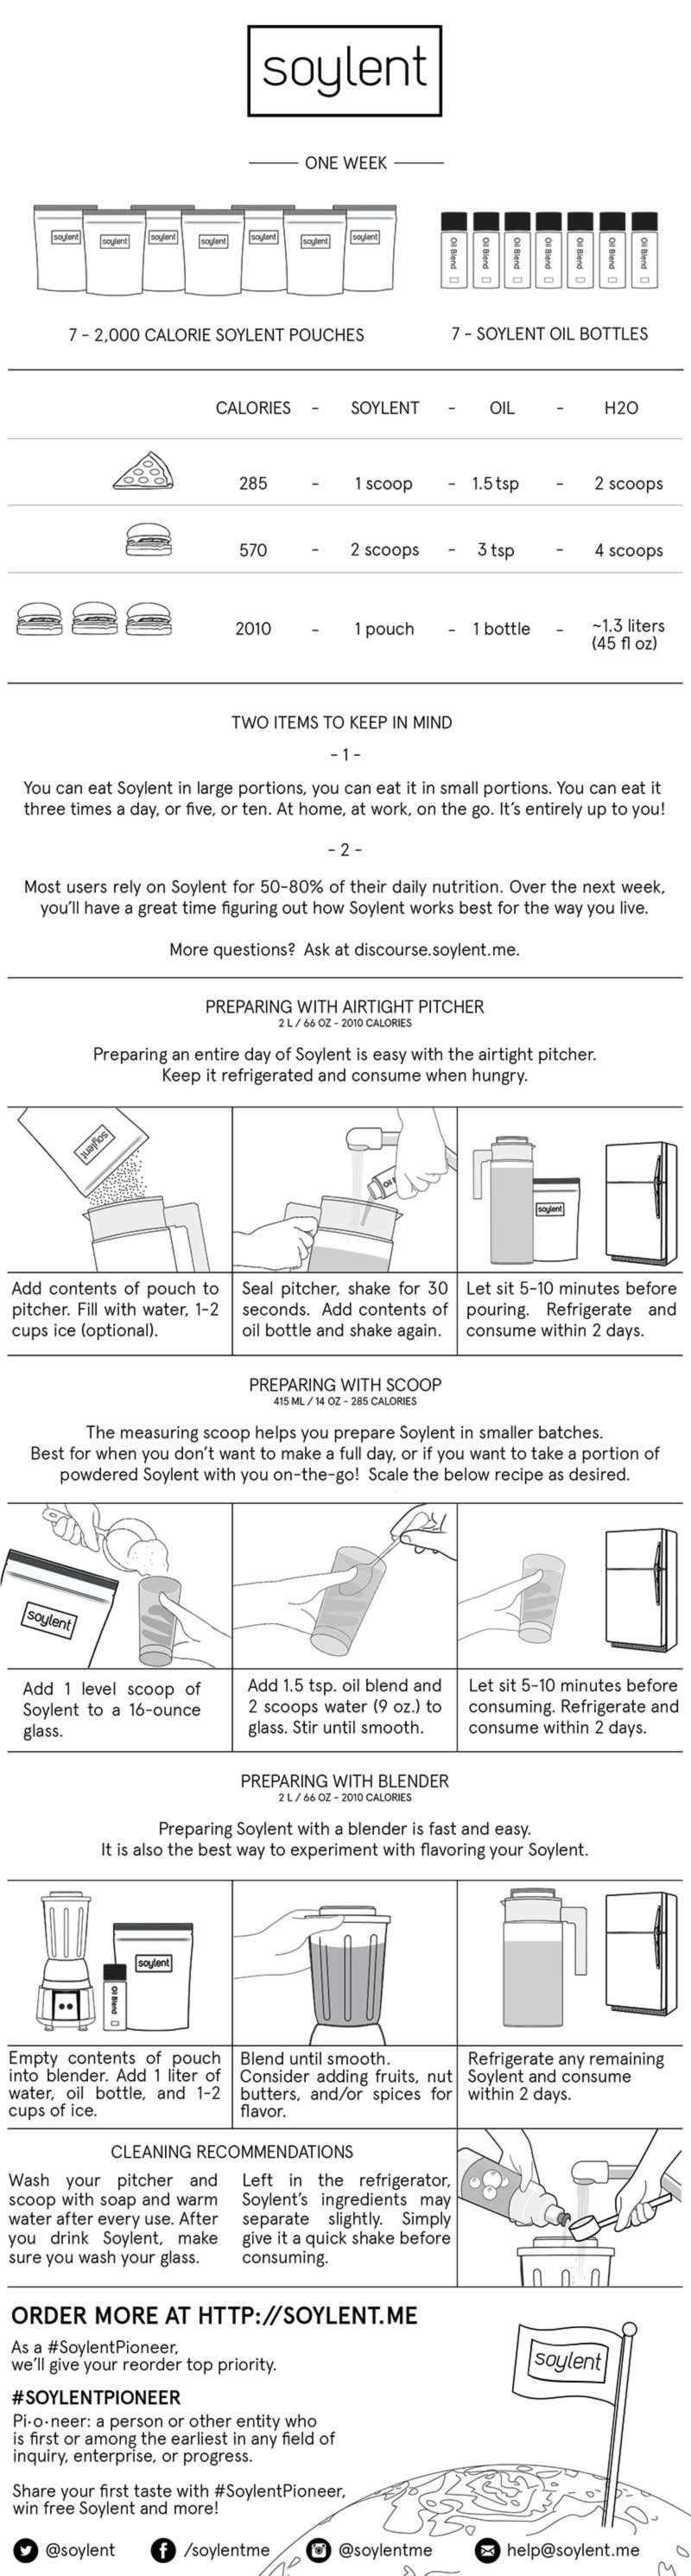 soylent
ONE WEEK
soylent soylent soylent soylent soylent soylent soylent
Oil Blend Oil Blend Oil Blend Oil Blend Oil Blend Oil Blend Oil Blend
7 - 2,000 CALORIE SOYLENT POUCHES
7 - SOYLENT OIL BOTTLES
CALORIES - SOYLENT - OIL - H2O
285 - 1 scoop - 1.5 tsp - 2 scoops
570 - 2 scoops - 3 tsp - 4 scoops
2010 - 1 pouch - 1 bottle - ~1.3 liters
(45 fl oz)
TWO ITEMS TO KEEP IN MIND
- 1 -
You can eat Soylent in large portions, you can eat it in small portions. You can eat it
three times a day, or five, or ten. At home, at work, on the go. It's entirely up to you!
- 2 -
Most users rely on Soylent for 50-80% of their daily nutrition. Over the next week,
you'll have a great time figuring out how Soylent works best for the way you live.
More questions? Ask at discourse.soylent.me.
PREPARING WITH AIRTIGHT PITCHER
2 L / 66 OZ - 2010 CALORIES
Preparing an entire day of Soylent is easy with the airtight pitcher.
Keep it refrigerated and consume when hungry.
soylent
Oil
soylent
Add contents of pouch to
pitcher. Fill with water, 1-2
cups ice (optional).
Seal pitcher, shake for 30
seconds. Add contents of
oil bottle and shake again.
Let sit 5-10 minutes before
pouring. Refrigerate and
consume within 2 days.
PREPARING WITH SCOOP
415 ML / 14 OZ - 285 CALORIES
The measuring scoop helps you prepare Soylent in smaller batches.
Best for when you don't want to make a full day, or if you want to take a portion of
powdered Soylent with you on-the-go! Scale the below recipe as desired.
soylent
Add 1 level scoop of
Soylent to a 16-ounce
glass.
Add 1.5 tsp. oil blend and
2 scoops water (9 oz.) to
glass. Stir until smooth.
Let sit 5-10 minutes before
consuming. Refrigerate and
consume within 2 days.
PREPARING WITH BLENDER
2 L / 66 OZ - 2010 CALORIES
Preparing Soylent with a blender is fast and easy.
It is also the best way to experiment with flavoring your Soylent.
soylent
Oil Blend
Empty contents of pouch
into blender. Add 1 liter of
water, oil bottle, and 1-2
cups of ice.
Blend until smooth.
Consider adding fruits, nut
butters, and/or spices for
flavor.
Refrigerate any remaining
Soylent and consume
within 2 days.
CLEANING RECOMMENDATIONS
Wash your pitcher and
scoop with soap and warm
water after every use. After
you drink Soylent, make
sure you wash your glass.
Left in the refrigerator,
Soylent's ingredients may
separate slightly. Simply
give it a quick shake before
consuming.
ORDER MORE AT HTTP://SOYLENT.ME
As a #SoylentPioneer,
we'll give your reorder top priority.
soylent
#SOYLENTPIONEER
Pi·o·neer: a person or other entity who
is first or among the earliest in any field of
inquiry, enterprise, or progress.
Share your first taste with #SoylentPioneer,
win free Soylent and more!
@soylent
/soylentme
@soylentme
help@soylent.me